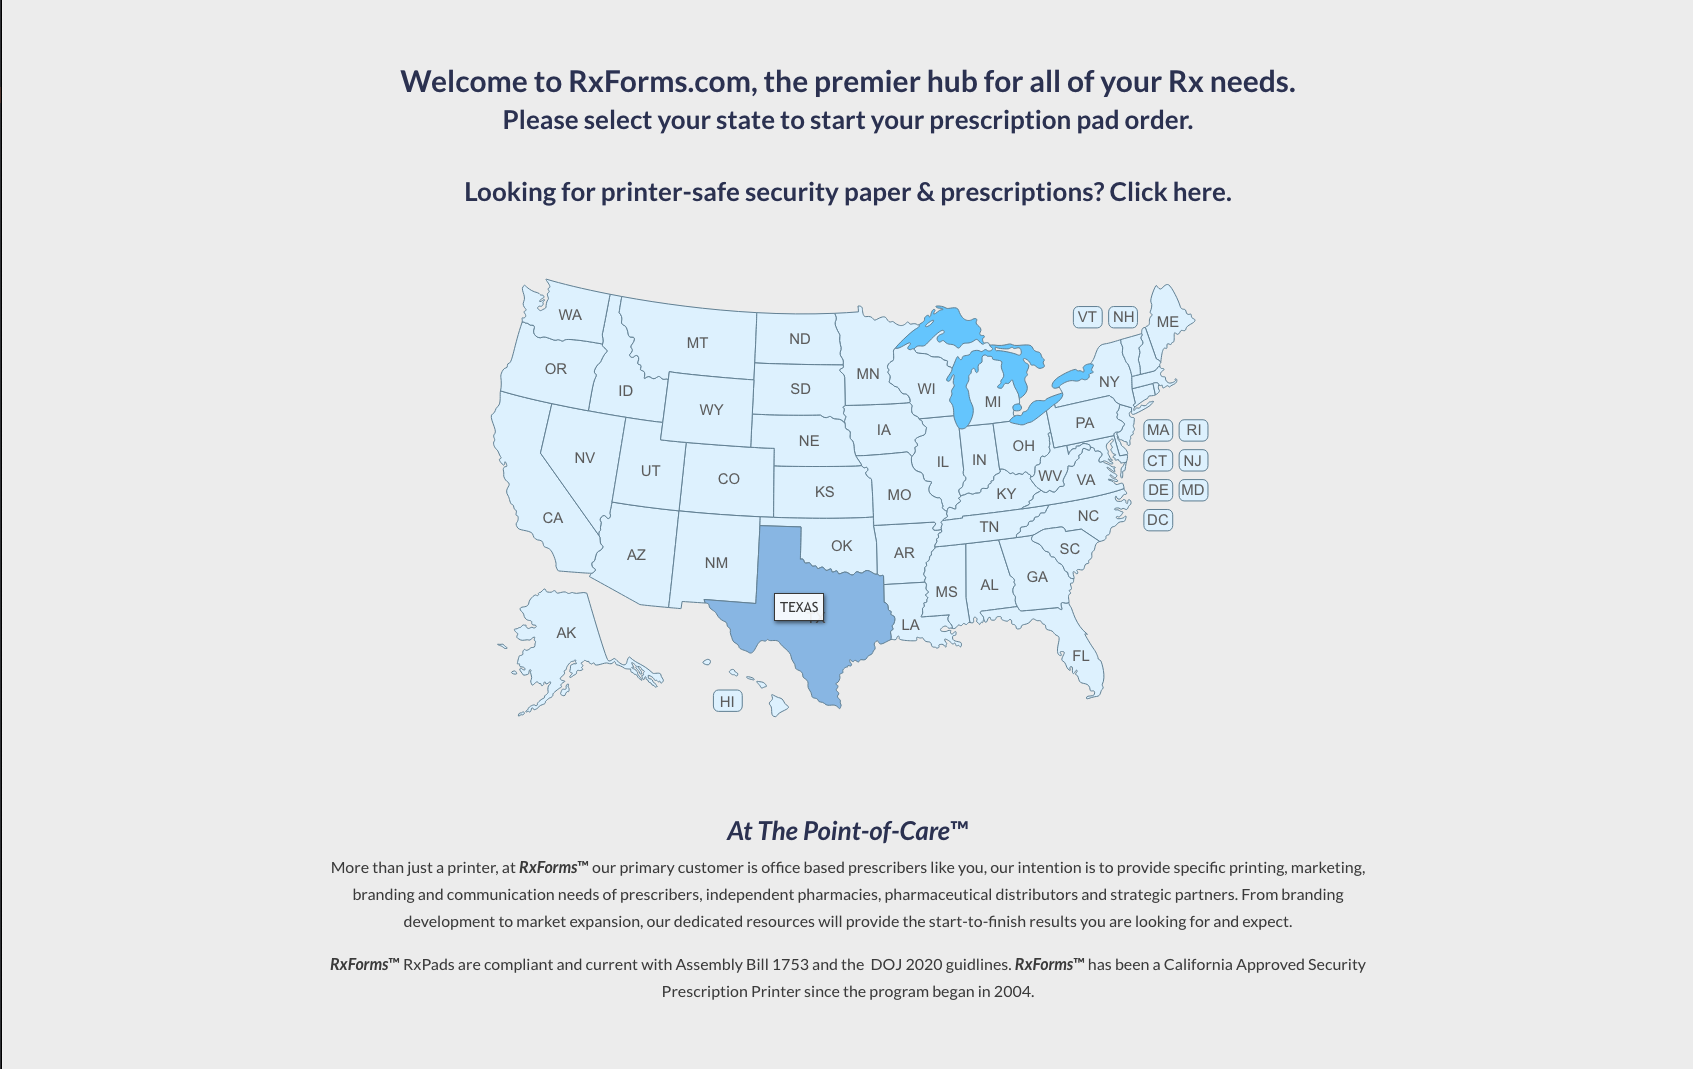 Welcome to RxForms.com, the premier hub for all of your Rx needs.
Please select your state to start your prescription pad order.
Looking for printer-safe security paper & prescriptions? Click here.
WA
MT
ND
MN
VT NH
ME
OR
ID
SD
WI
MI
NY
WY
IA
NE
PA
MA RI
NV
UT
CO
IL
IN
OH
CT NJ
KS
MO
KY
WV
VA
DE MD
CA
TN
NC
DC
AZ
NM
OK
AR
SC
MS
AL
GA
TEXAS
LA
AK
FL
HI
At The Point-of-Care™
More than just a printer, at RxForms™ our primary customer is office based prescribers like you, our intention is to provide specific printing, marketing,
branding and communication needs of prescribers, independent pharmacies, pharmaceutical distributors and strategic partners. From branding
development to market expansion, our dedicated resources will provide the start-to-finish results you are looking for and expect.
RxForms™ RxPads are compliant and current with Assembly Bill 1753 and the  DOJ 2020 guidlines. RxForms™ has been a California Approved Security
Prescription Printer since the program began in 2004.